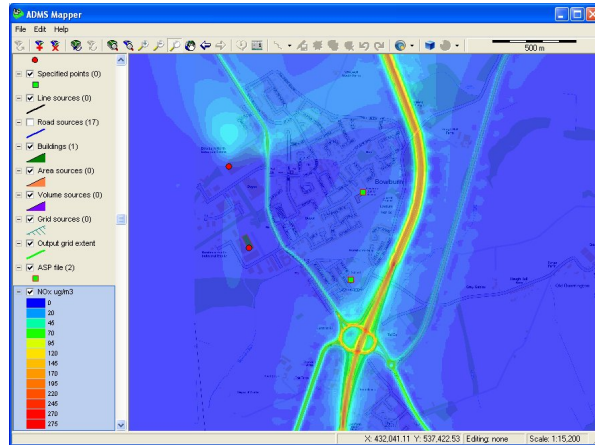 ADMS Mapper
File Edit Help
500 m
Specified points (0)
Line sources (0)
Road sources (17)
Buildings (1)
Area sources (0)
Volume sources (0)
Grid sources (0)
Output grid extent
ASP file (2)
NOx ug/m3
0
20
45
70
95
120
145
170
195
220
245
270
275
Bowburn
X: 432,041.11 Y: 537,422.53 Editing: none Scale: 1:15,200